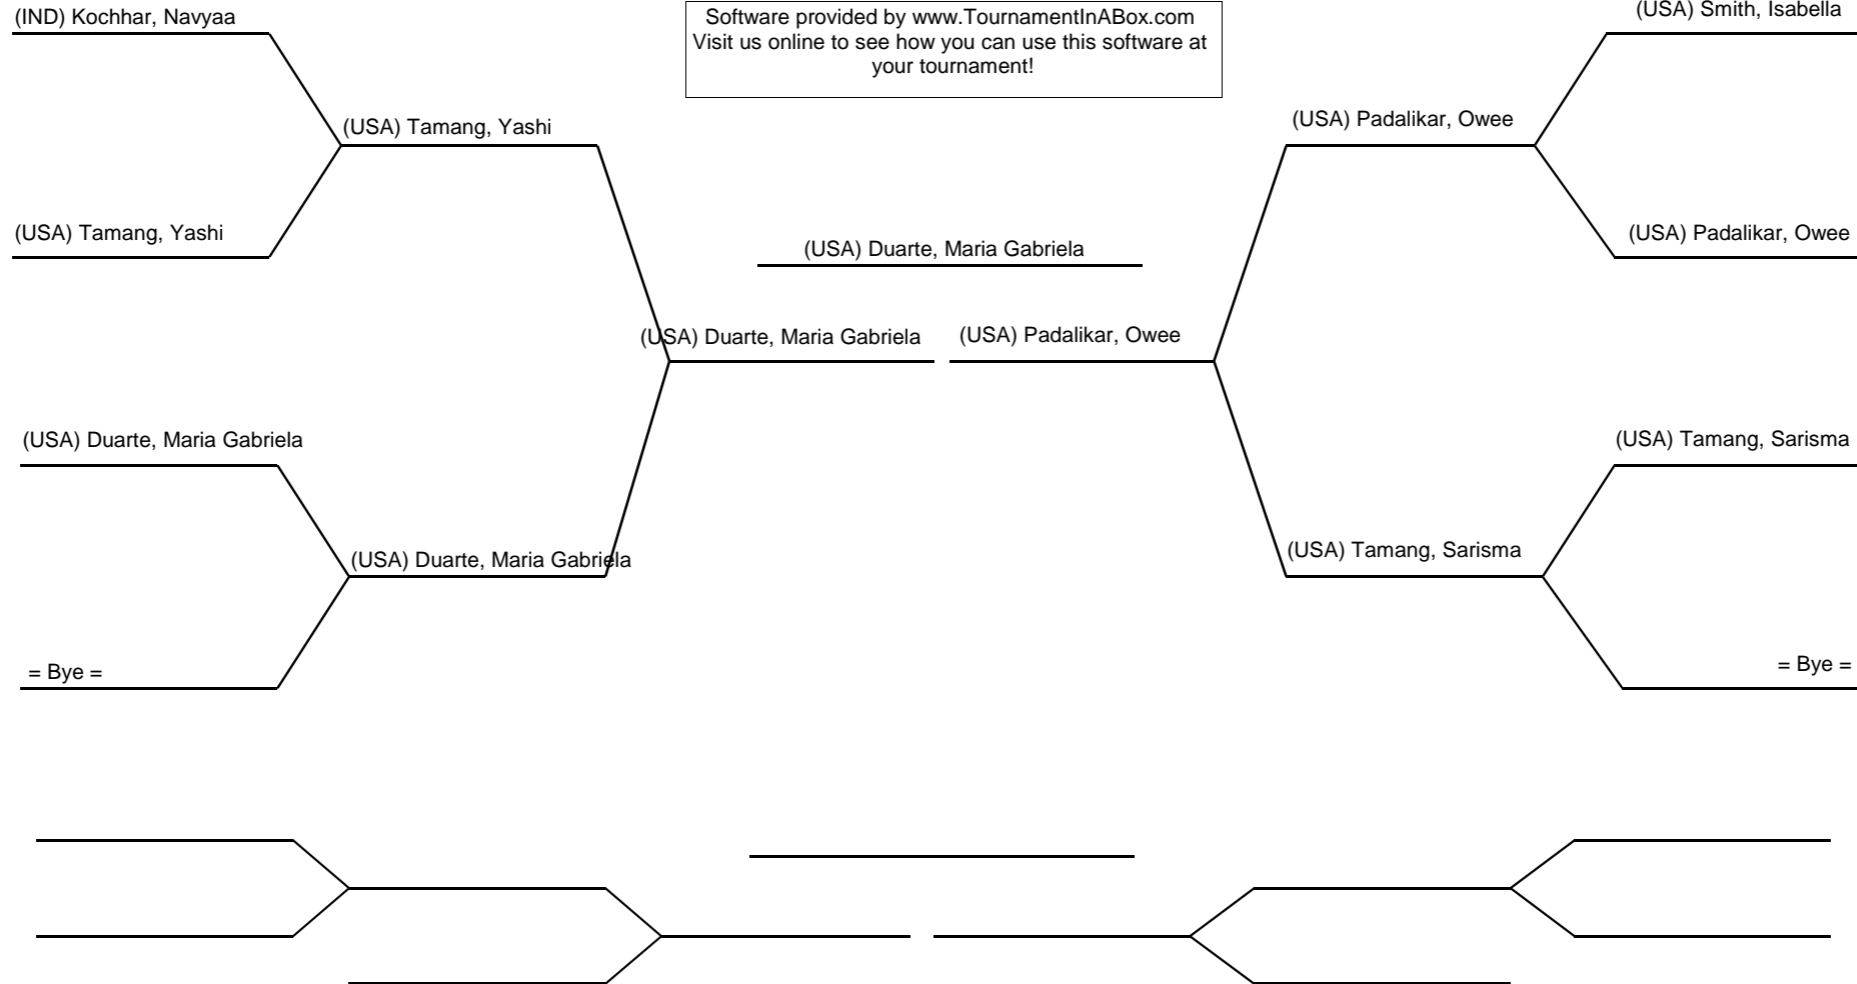 (IND) Kochhar, Navyaa
Software provided by www.TournamentInABox.com
Visit us online to see how you can use this software at
your tournament!
(USA) Smith, Isabella
(USA) Tamang, Yashi
(USA) Padalikar, Owee
(USA) Tamang, Yashi
(USA) Duarte, Maria Gabriela
(USA) Padalikar, Owee
(USA) Duarte, Maria Gabriela
(USA) Padalikar, Owee
(USA) Duarte, Maria Gabriela
(USA) Tamang, Sarisma
(USA) Duarte, Maria Gabriela
(USA) Tamang, Sarisma
= Bye =
= Bye =